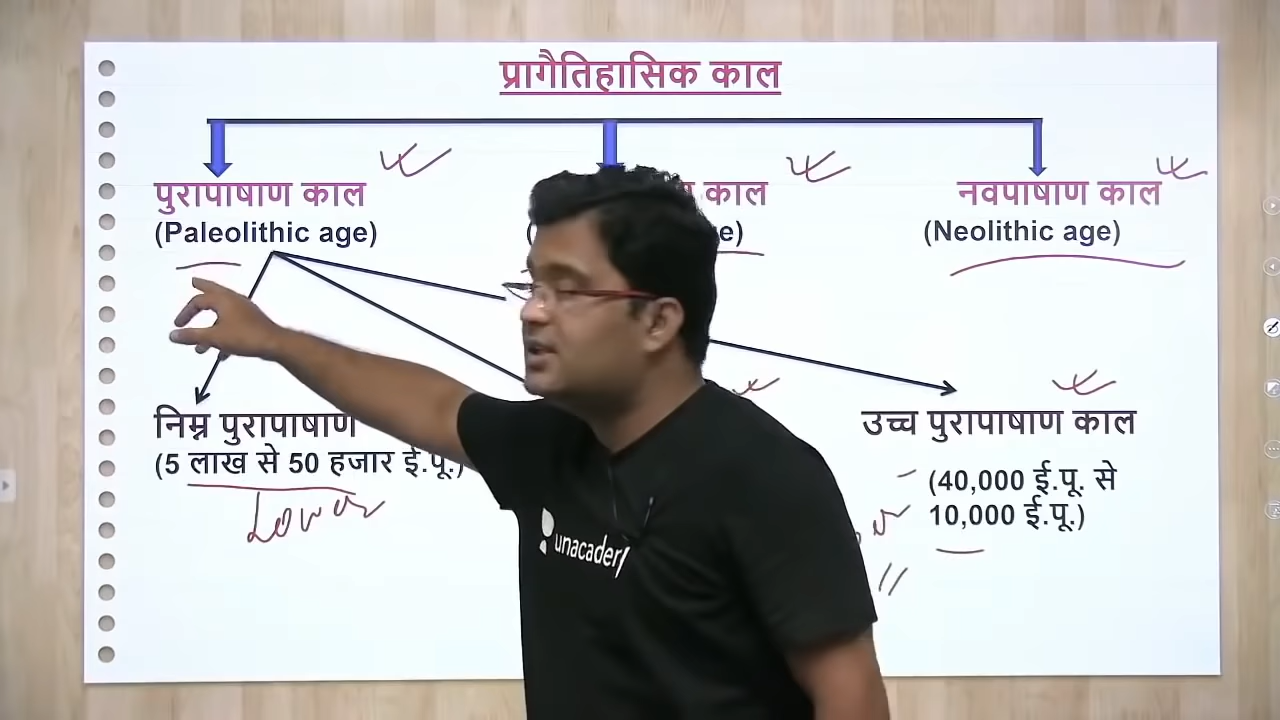 प्रागैतिहासिक काल
पुरापाषाण काल
काल
नवपाषाण काल
(Paleolithic age)
(Neolithic age)
निम्न पुरापाषाण
(5 लाख से 50 हजार ई.पू.)
Lower
उच्च पुरापाषाण काल
(40,000 ई.पू. से
10,000 ई.पू.)
unacademy